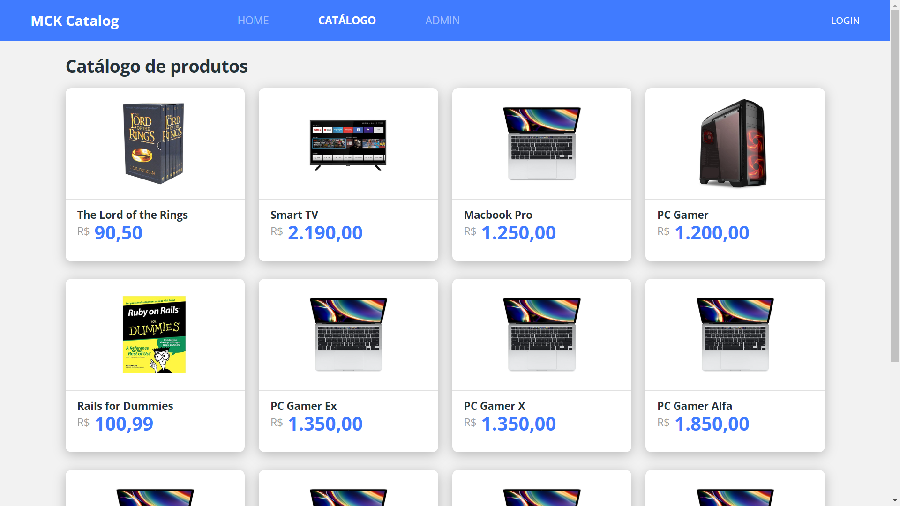 MCK Catalog
HOME
CATÁLOGO
ADMIN
LOGIN
Catálogo de produtos
THE LORD OF THE RINGS
The Lord of the Rings
R$ 90,50
Smart TV
R$ 2.190,00
Macbook Pro
R$ 1.250,00
PC Gamer
R$ 1.200,00
Ruby on Rails
FOR
DUMMIES
Rails for Dummies
R$ 100,99
PC Gamer Ex
R$ 1.350,00
PC Gamer X
R$ 1.350,00
PC Gamer Alfa
R$ 1.850,00